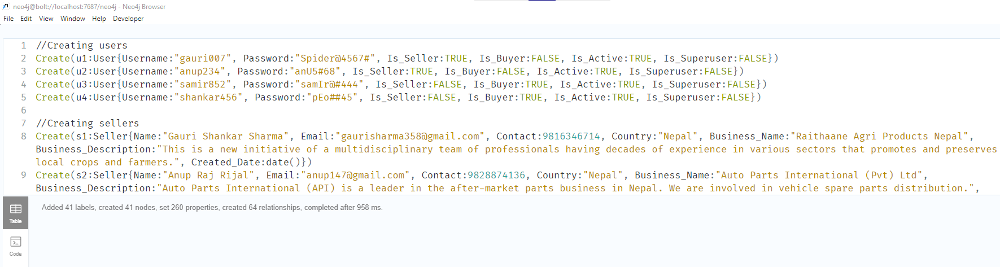 neo4j@bolt://localhost:7687/neo4j - Neo4j Browser
File Edit View Window Help Developer
1 //Creating users
2 Create(u1:User{Username:"gauri007", Password:"Spider@4567#", Is_Seller:TRUE, Is_Buyer:FALSE, Is_Active:TRUE, Is_Superuser:FALSE})
3 Create(u2:User{Username:"anup234", Password:"anU5#68", Is_Seller:TRUE, Is_Buyer:FALSE, Is_Active:TRUE, Is_Superuser:FALSE})
4 Create(u3:User{Username:"samir852", Password:"samIr@#444", Is_Seller:FALSE, Is_Buyer:TRUE, Is_Active:TRUE, Is_Superuser:FALSE})
5 Create(u4:User{Username:"shankar456", Password:"pEo##45", Is_Seller:FALSE, Is_Buyer:TRUE, Is_Active:TRUE, Is_Superuser:FALSE})
6
7 //Creating sellers
8 Create(s1:Seller{Name:"Gauri Shankar Sharma", Email:"gaurisharma358@gmail.com", Contact:9816346714, Country:"Nepal", Business_Name:"Raithaane Agri Products Nepal",
Business_Description:"This is a new initiative of a multidisciplinary team of professionals having decades of experience in various sectors that promotes and preserves
local crops and farmers.", Created_Date:date()})
9 Create(s2:Seller{Name:"Anup Raj Rijal", Email:"anup147@gmail.com", Contact:9828874136, Country:"Nepal", Business_Name:"Auto Parts International (Pvt) Ltd",
Business_Description:"Auto Parts International (API) is a leader in the after-market parts business in Nepal. We are involved in vehicle spare parts distribution.",
Added 41 labels, created 41 nodes, set 260 properties, created 64 relationships, completed after 958 ms.
Table
Code